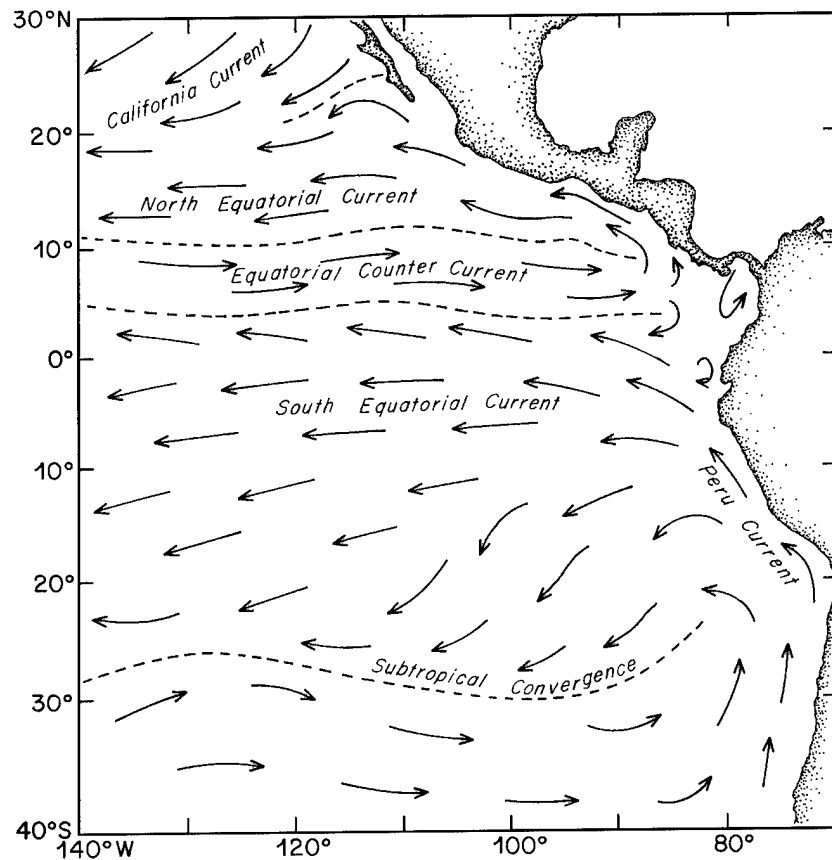 30°N
California Current
20°
North Equatorial Current
10°
Equatorial Counter Current
0°
South Equatorial Current
10°
Peru Current
20°
Subtropical Convergence
30°
40°S
140°W
120°
100°
80°